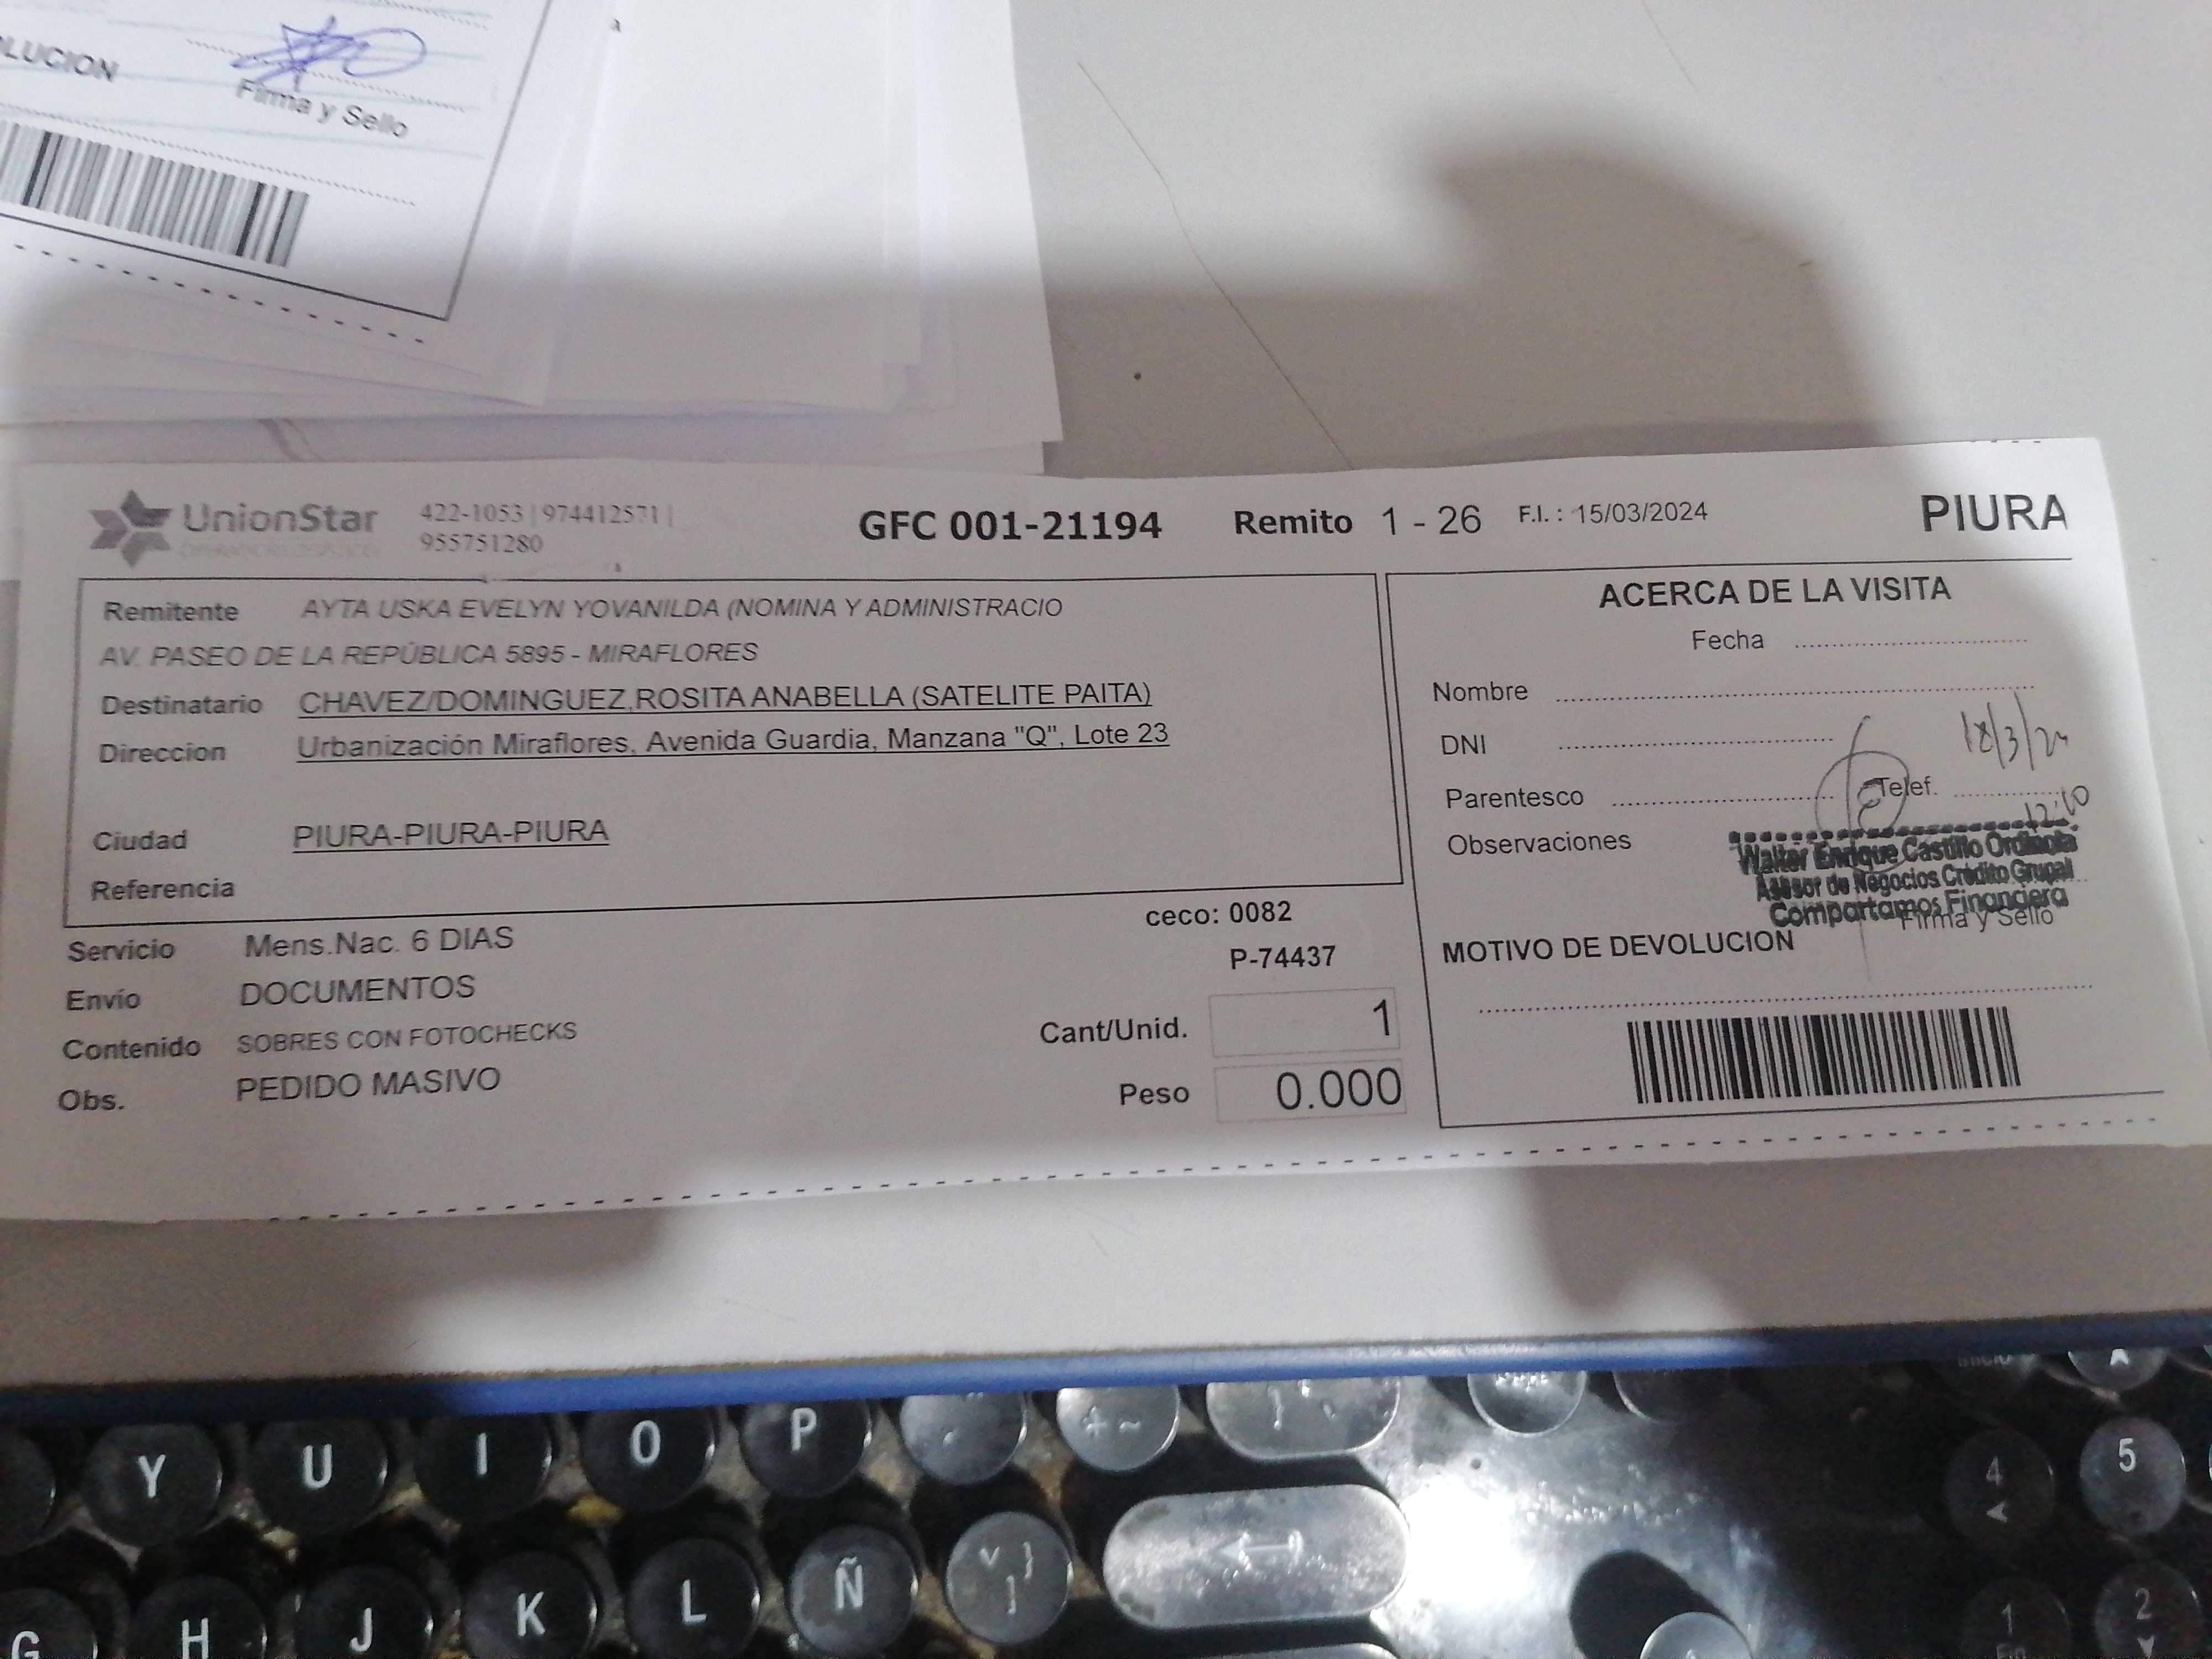 LUCION
Firma y Sello
UnionStar
422-1053 | 974412571 |
955751280
GFC 001-21194
Remito 1 - 26
F.I. : 15/03/2024
PIURA
Remitente AYTA USKA EVELYN YOVANILDA (NOMINA Y ADMINISTRACIO
AV. PASEO DE LA REPÚBLICA 5895 - MIRAFLORES
Destinatario CHAVEZ/DOMINGUEZ,ROSITA ANABELLA (SATELITE PAITA)
Direccion Urbanización Miraflores, Avenida Guardia, Manzana "Q", Lote 23
Ciudad PIURA-PIURA-PIURA
Referencia
ceco: 0082
Servicio Mens.Nac. 6 DIAS
P-74437
Envío DOCUMENTOS
Contenido SOBRES CON FOTOCHECKS
Cant/Unid. 1
Obs. PEDIDO MASIVO
Peso 0.000
ACERCA DE LA VISITA
Fecha
Nombre
DNI
18/3/24
Parentesco
Telef.
12:10
Observaciones
Walter Enrique Castillo Ordinola
Asesor de Negocios Crédito Grupal
Compartamos Financiera
Firma y Sello
MOTIVO DE DEVOLUCION
Inicio
Y U I O P
4 5
G H J K L Ñ
1 2
Fin